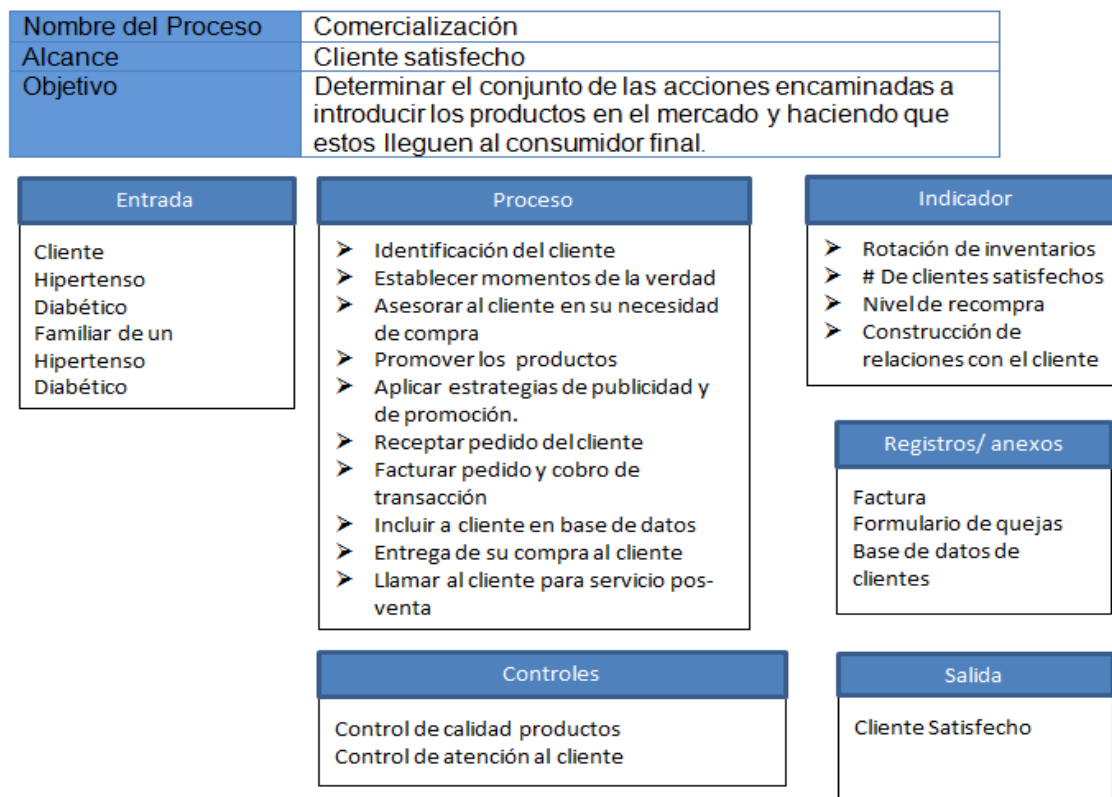 Nombre del Proceso Comercialización
Alcance Cliente satisfecho
Objetivo Determinar el conjunto de las acciones encaminadas a
introducir los productos en el mercado y haciendo que
estos lleguen al consumidor final.
Entrada
Cliente
Hipertenso
Diabético
Familiar de un
Hipertenso
Diabético
Proceso
➤ Identificación del cliente
➤ Establecer momentos de la verdad
➤ Asesorar al cliente en su necesidad
de compra
➤ Promover los productos
➤ Aplicar estrategias de publicidad y
de promoción.
➤ Receptar pedido del cliente
➤ Facturar pedido y cobro de
transacción
➤ Incluir a cliente en base de datos
➤ Entrega de su compra al cliente
➤ Llamar al cliente para servicio pos-
venta
Indicador
➤ Rotación de inventarios
➤ # De clientes satisfechos
➤ Nivel de recompra
➤ Construcción de
relaciones con el cliente
Registros/ anexos
Factura
Formulario de quejas
Base de datos de
clientes
Controles
Control de calidad productos
Control de atención al cliente
Salida
Cliente Satisfecho